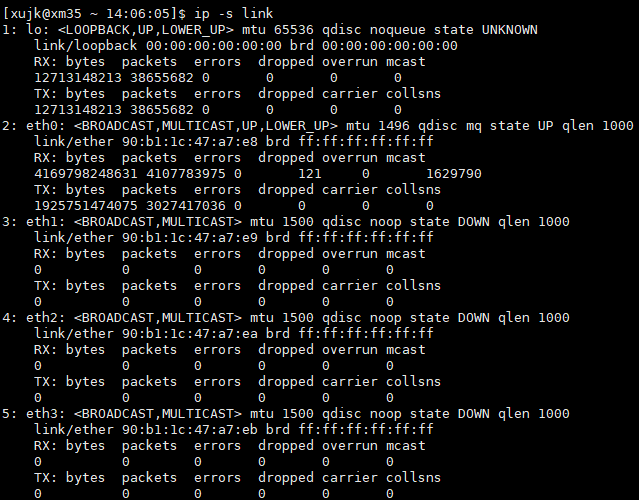 [xujk@xm35 ~ 14:06:05]$ ip -s link
1: lo: <LOOPBACK,UP,LOWER_UP> mtu 65536 qdisc noqueue state UNKNOWN
    link/loopback 00:00:00:00:00:00 brd 00:00:00:00:00:00
    RX: bytes  packets  errors  dropped overrun mcast
    12713148213 38655682 0       0       0       0
    TX: bytes  packets  errors  dropped carrier collsns
    12713148213 38655682 0       0       0       0
2: eth0: <BROADCAST,MULTICAST,UP,LOWER_UP> mtu 1496 qdisc mq state UP qlen 1000
    link/ether 90:b1:1c:47:a7:e8 brd ff:ff:ff:ff:ff:ff
    RX: bytes  packets  errors  dropped overrun mcast
    4169798248631 4107783975 0       121     0       1629790
    TX: bytes  packets  errors  dropped carrier collsns
    1925751474075 3027417036 0       0       0       0
3: eth1: <BROADCAST,MULTICAST> mtu 1500 qdisc noop state DOWN qlen 1000
    link/ether 90:b1:1c:47:a7:e9 brd ff:ff:ff:ff:ff:ff
    RX: bytes  packets  errors  dropped overrun mcast
    0          0        0       0       0       0
    TX: bytes  packets  errors  dropped carrier collsns
    0          0        0       0       0       0
4: eth2: <BROADCAST,MULTICAST> mtu 1500 qdisc noop state DOWN qlen 1000
    link/ether 90:b1:1c:47:a7:ea brd ff:ff:ff:ff:ff:ff
    RX: bytes  packets  errors  dropped overrun mcast
    0          0        0       0       0       0
    TX: bytes  packets  errors  dropped carrier collsns
    0          0        0       0       0       0
5: eth3: <BROADCAST,MULTICAST> mtu 1500 qdisc noop state DOWN qlen 1000
    link/ether 90:b1:1c:47:a7:eb brd ff:ff:ff:ff:ff:ff
    RX: bytes  packets  errors  dropped overrun mcast
    0          0        0       0       0       0
    TX: bytes  packets  errors  dropped carrier collsns
    0          0        0       0       0       0